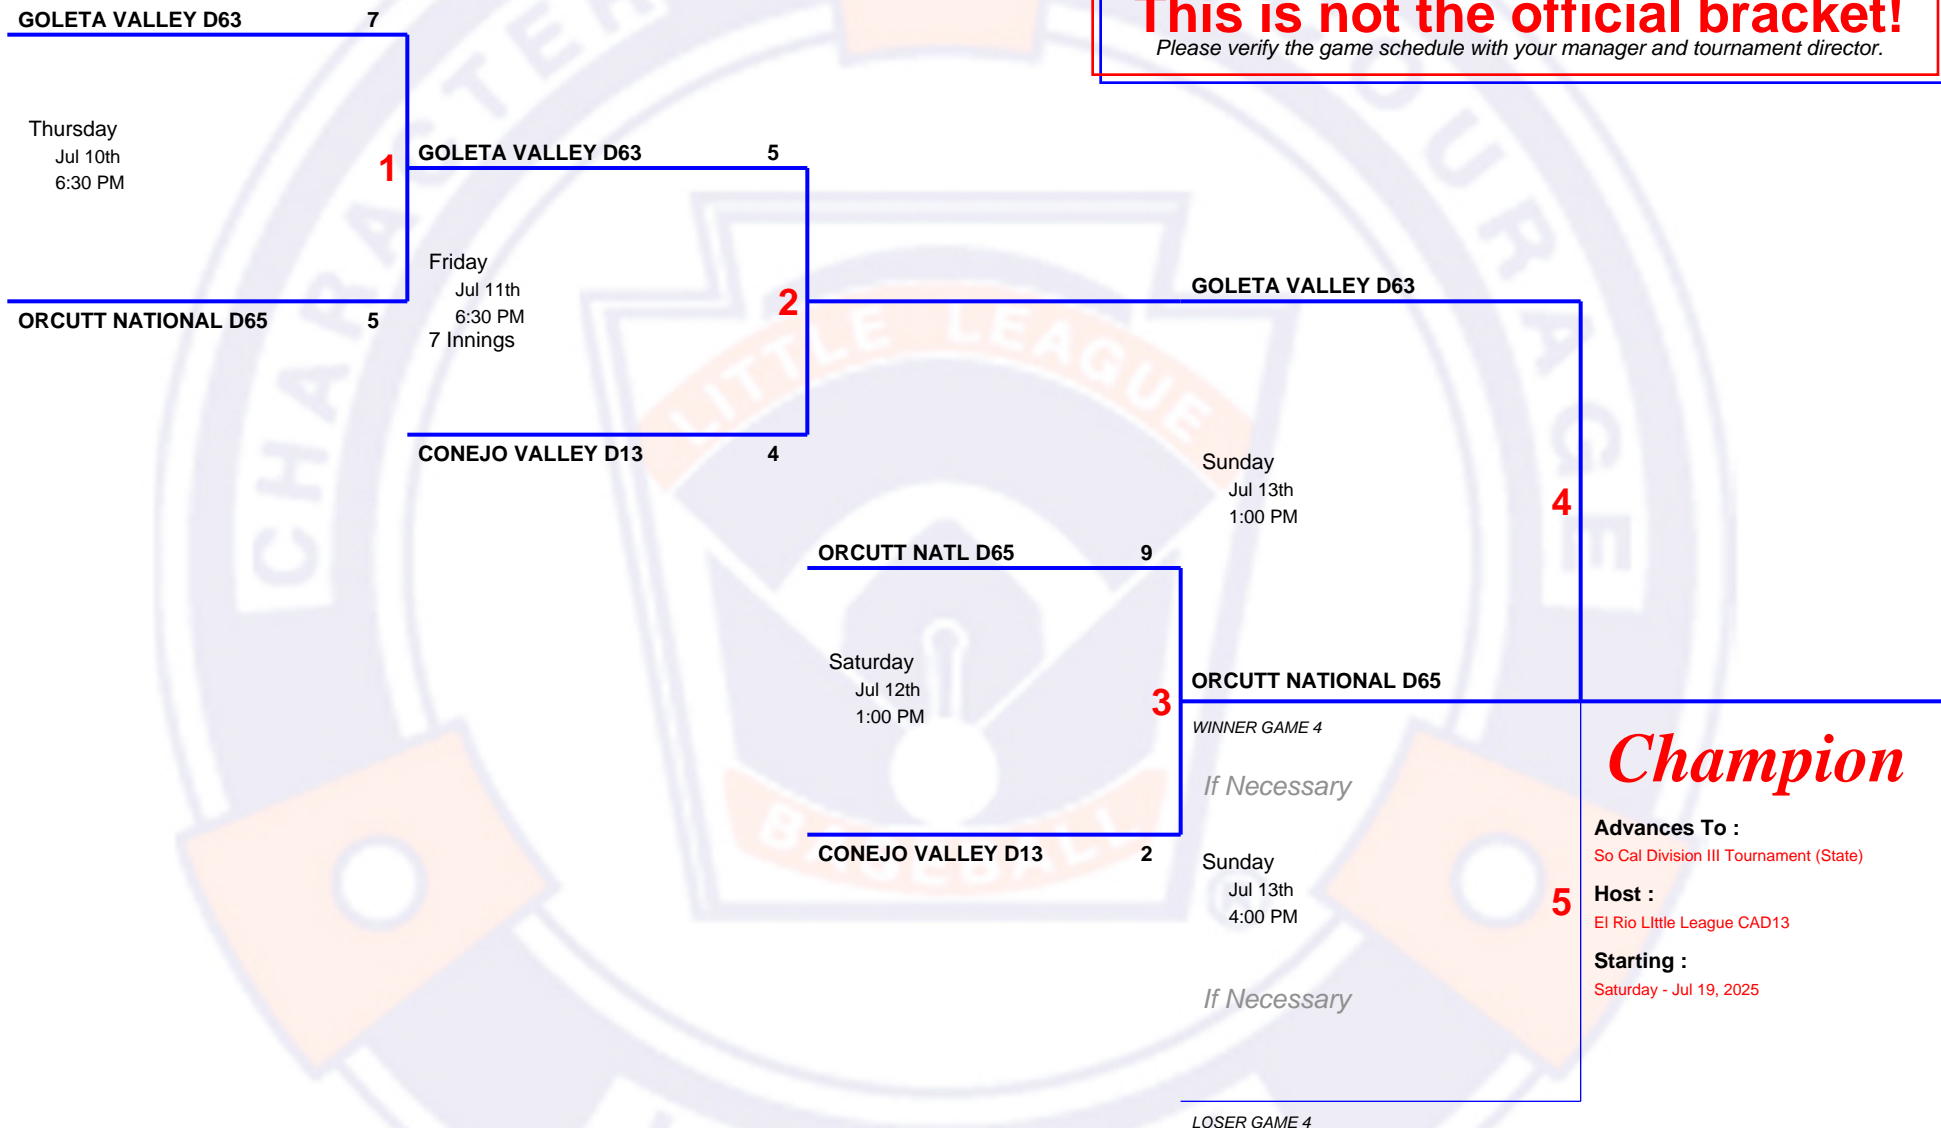 This is not the official bracket!
Please verify the game schedule with your manager and tournament director.
GOLETA VALLEY D63 7
Thursday
Jul 10th
6:30 PM
1
ORCUTT NATIONAL D65 5
GOLETA VALLEY D63 5
Friday
Jul 11th
6:30 PM
7 Innings
2
CONEJO VALLEY D13 4
GOLETA VALLEY D63
Sunday
Jul 13th
1:00 PM
4
ORCUTT NATL D65 9
Saturday
Jul 12th
1:00 PM
3
CONEJO VALLEY D13 2
ORCUTT NATIONAL D65
WINNER GAME 4
If Necessary
Sunday
Jul 13th
4:00 PM
5
If Necessary
LOSER GAME 4
Champion
Advances To :
So Cal Division III Tournament (State)
Host :
El Rio LIttle League CAD13
Starting :
Saturday - Jul 19, 2025
CHARACTER
COURAGE
LITTLE LEAGUE
BASEBALL
®